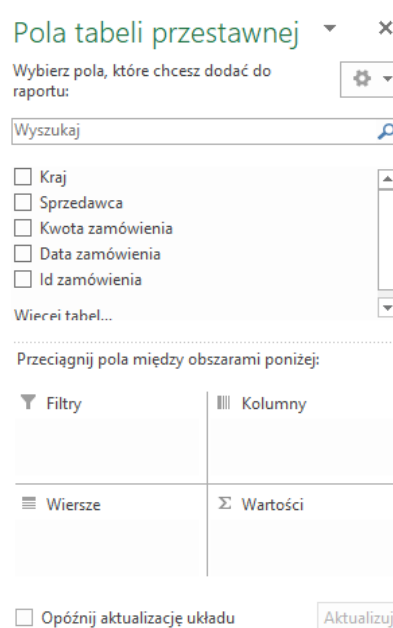 Pola tabeli przestawnej
Wybierz pola, które chcesz dodać do
raportu:
Wyszukaj
Kraj
Sprzedawca
Kwota zamówienia
Data zamówienia
Id zamówienia
Więcej tabel...
Przeciągnij pola między obszarami poniżej:
Filtry
Kolumny
Wiersze
Σ Wartości
Opóźnij aktualizację układu
Aktualizuj